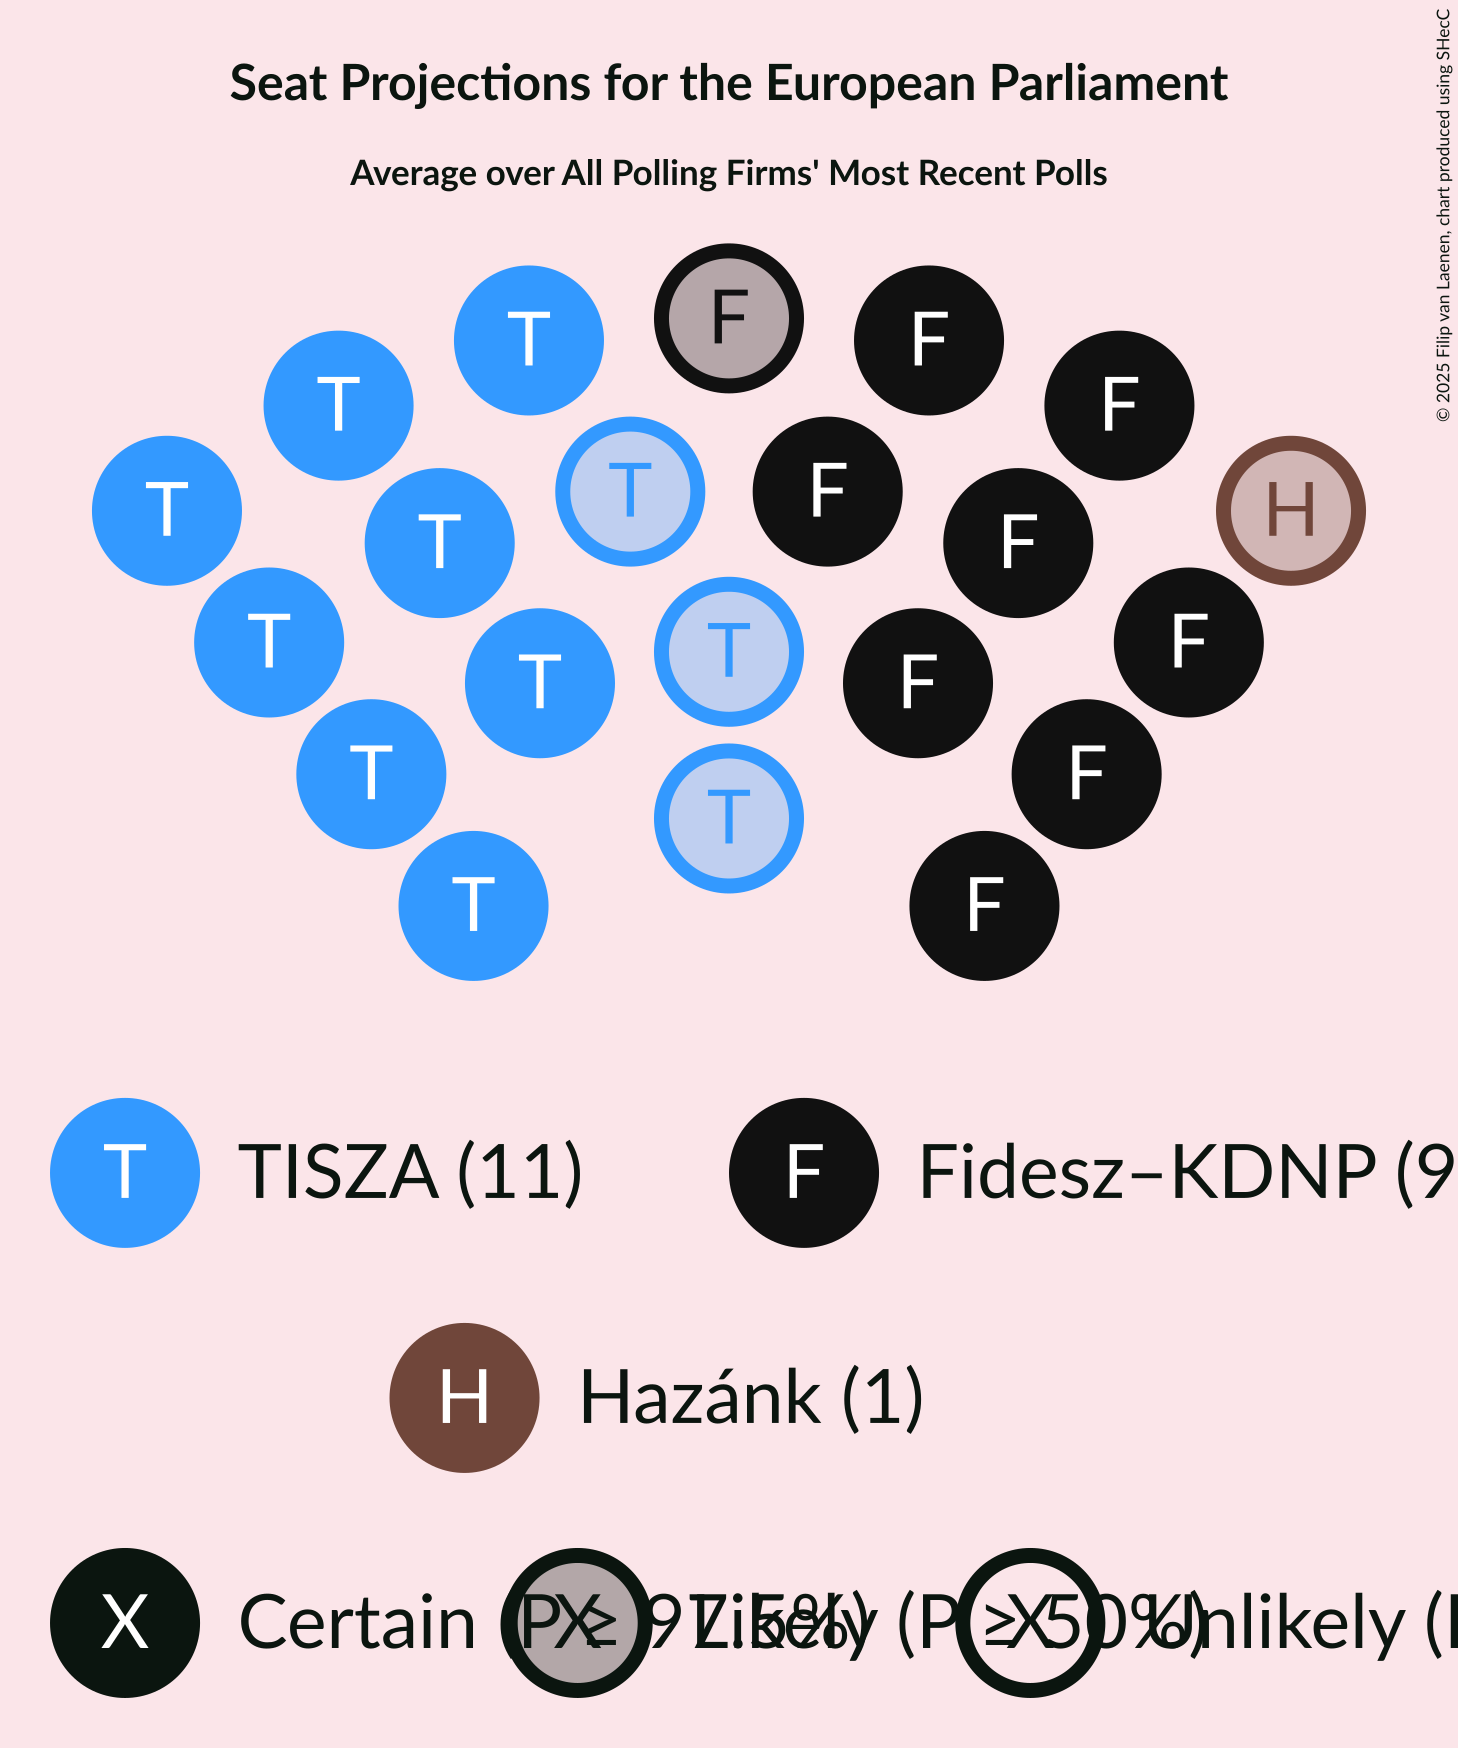 Seat Projections for the European Parliament
Average over All Polling Firms' Most Recent Polls
© 2025 Filip van Laenen, chart produced using SHecC
F
T F
T F
T F
T H
T F
T F
T
T F
T F
T
T F
T TISZA (11) F Fidesz–KDNP (9
H Hazánk (1)
X Certain (P ≥ 97.5%) X Likely (P ≥ 50%) X Unlikely (